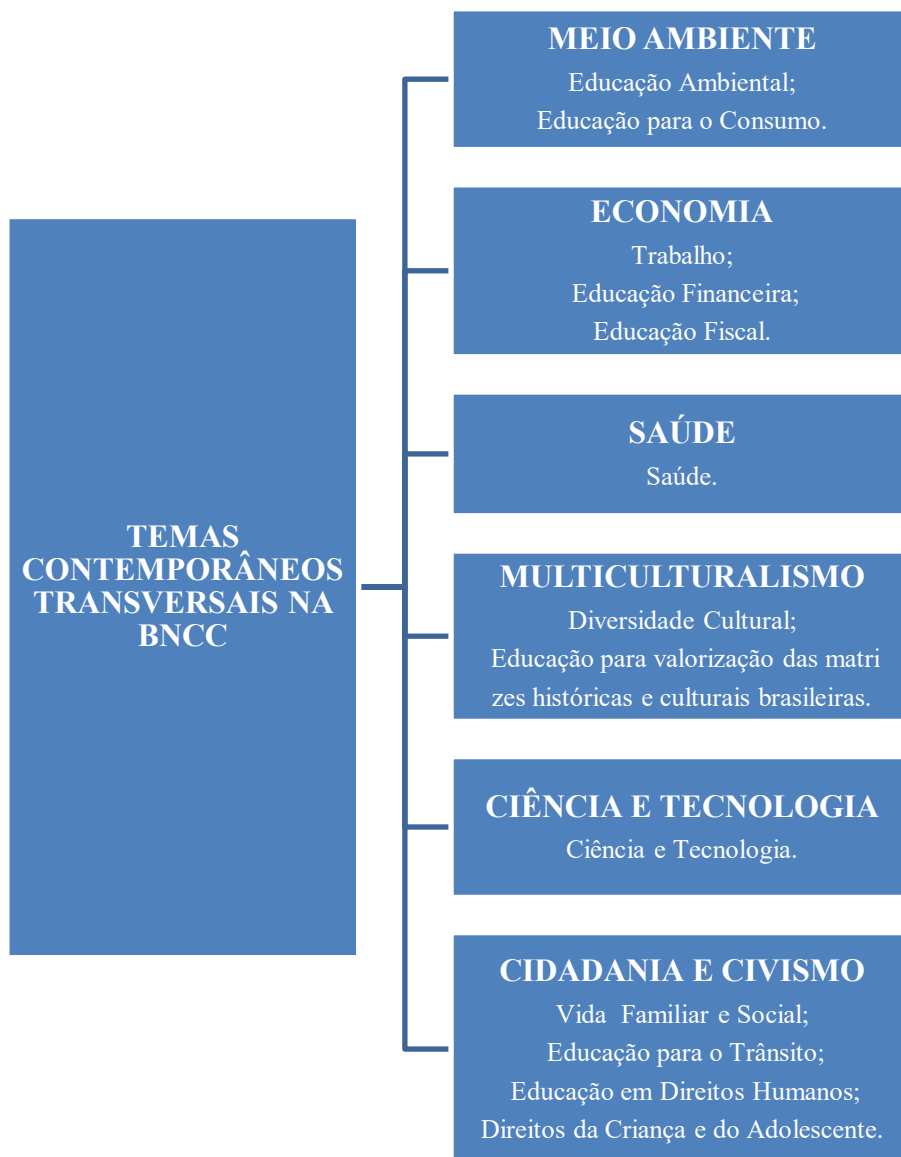 TEMAS
CONTEMPORÂNEOS
TRANSVERSAIS NA
BNCC
MEIO AMBIENTE
Educação Ambiental;
Educação para o Consumo.
ECONOMIA
Trabalho;
Educação Financeira;
Educação Fiscal.
SAÚDE
Saúde.
MULTICULTURALISMO
Diversidade Cultural;
Educação para valorização das matri
zes históricas e culturais brasileiras.
CIÊNCIA E TECNOLOGIA
Ciência e Tecnologia.
CIDADANIA E CIVISMO
Vida Familiar e Social;
Educação para o Trânsito;
Educação em Direitos Humanos;
Direitos da Criança e do Adolescente.